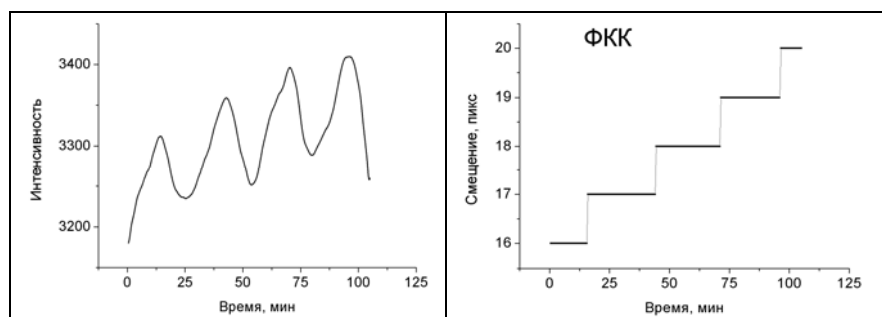 3400
3300
3200
Интенсивность
0 25 50 75 100 125
Время, мин
ФКК
20
19
18
17
16
Смещение, пикс
0 25 50 75 100 125
Время, мин